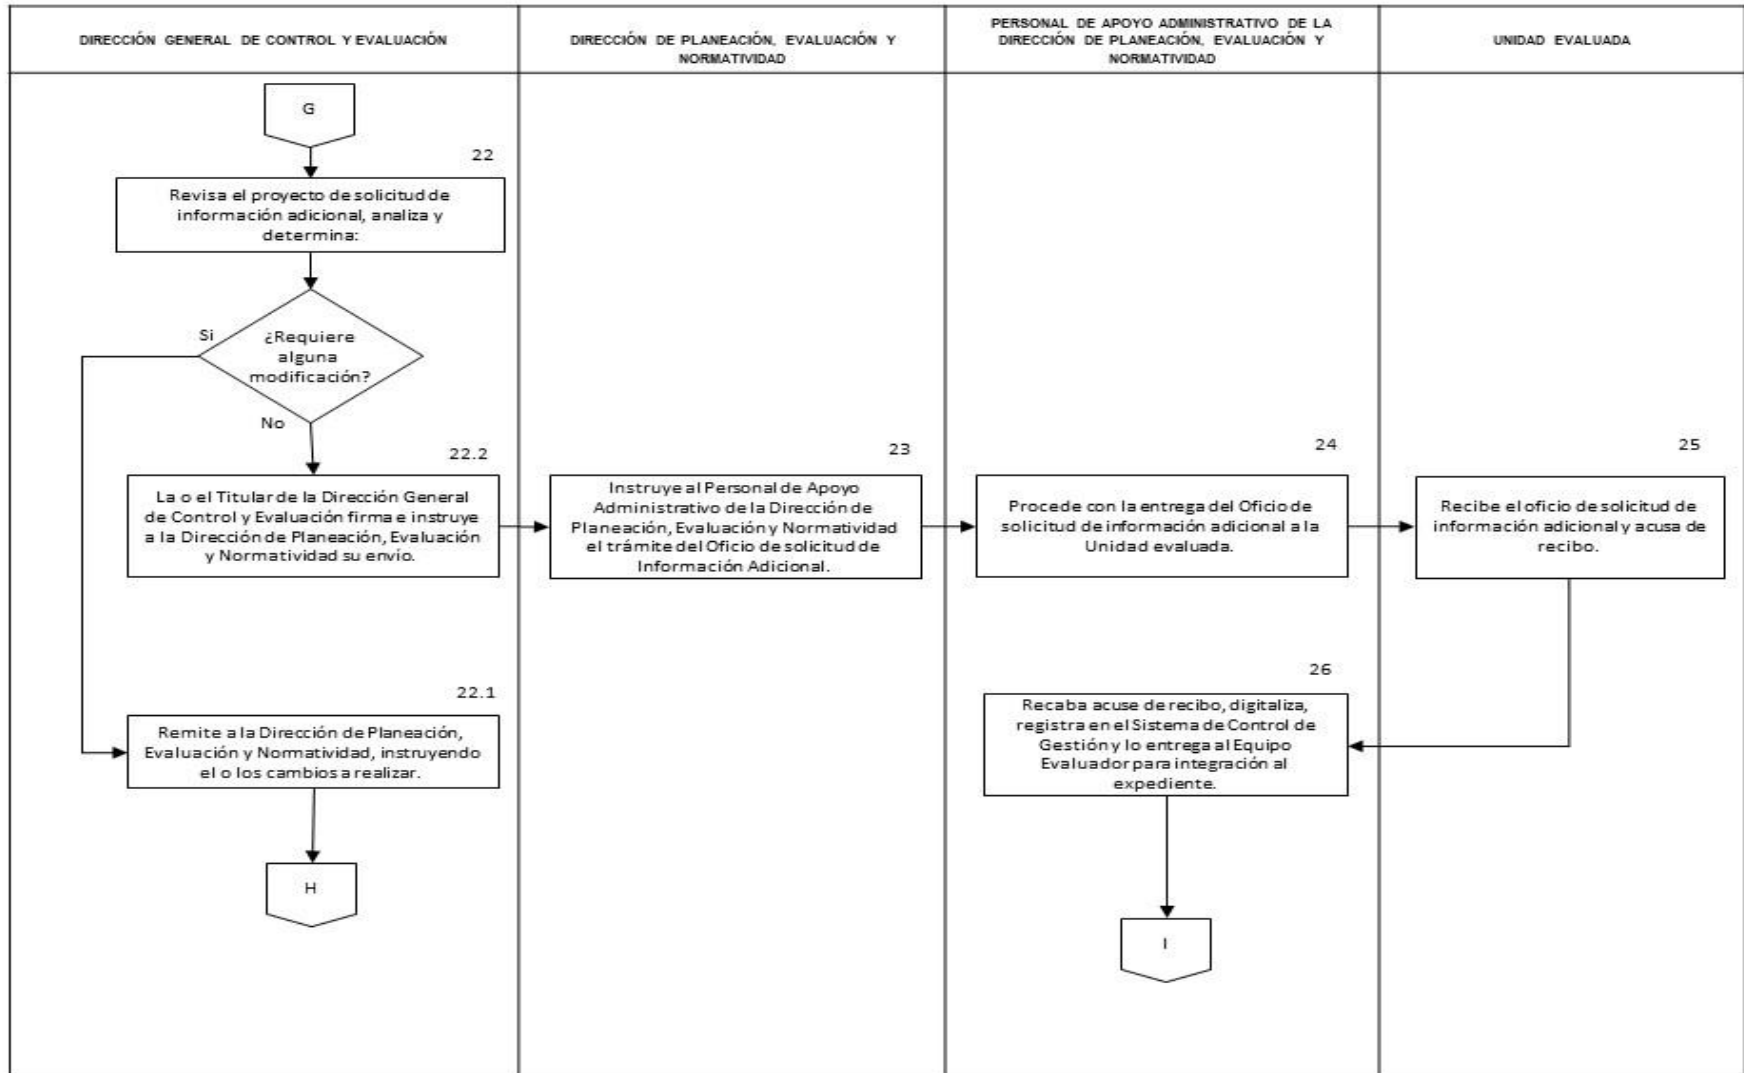 DIRECCIÓN GENERAL DE CONTROL Y EVALUACIÓN
DIRECCIÓN DE PLANEACIÓN, EVALUACIÓN Y
NORMATIVIDAD
PERSONAL DE APOYO ADMINISTRATIVO DE LA
DIRECCIÓN DE PLANEACIÓN, EVALUACIÓN Y
NORMATIVIDAD
UNIDAD EVALUADA
G
22
Revisa el proyecto de solicitud de
información adicional, analiza y
determina:
Si
¿Requiere
alguna
modificación?
No
22.2
La o el Titular de la Dirección General
de Control y Evaluación firma e instruye
a la Dirección de Planeación, Evaluación
y Normatividad su envío.
23
Instruye al Personal de Apoyo
Administrativo de la Dirección de
Planeación, Evaluación y Normatividad
el trámite del Oficio de solicitud de
Información Adicional.
24
Procede con la entrega del Oficio de
solicitud de información adicional a la
Unidad evaluada.
25
Recibe el oficio de solicitud de
información adicional y acusa de
recibo.
26
Recaba acuse de recibo, digitaliza,
registra en el Sistema de Control de
Gestión y lo entrega al Equipo
Evaluador para integración al
expediente.
22.1
Remite a la Dirección de Planeación,
Evaluación y Normatividad, instruyendo
el o los cambios a realizar.
H
I